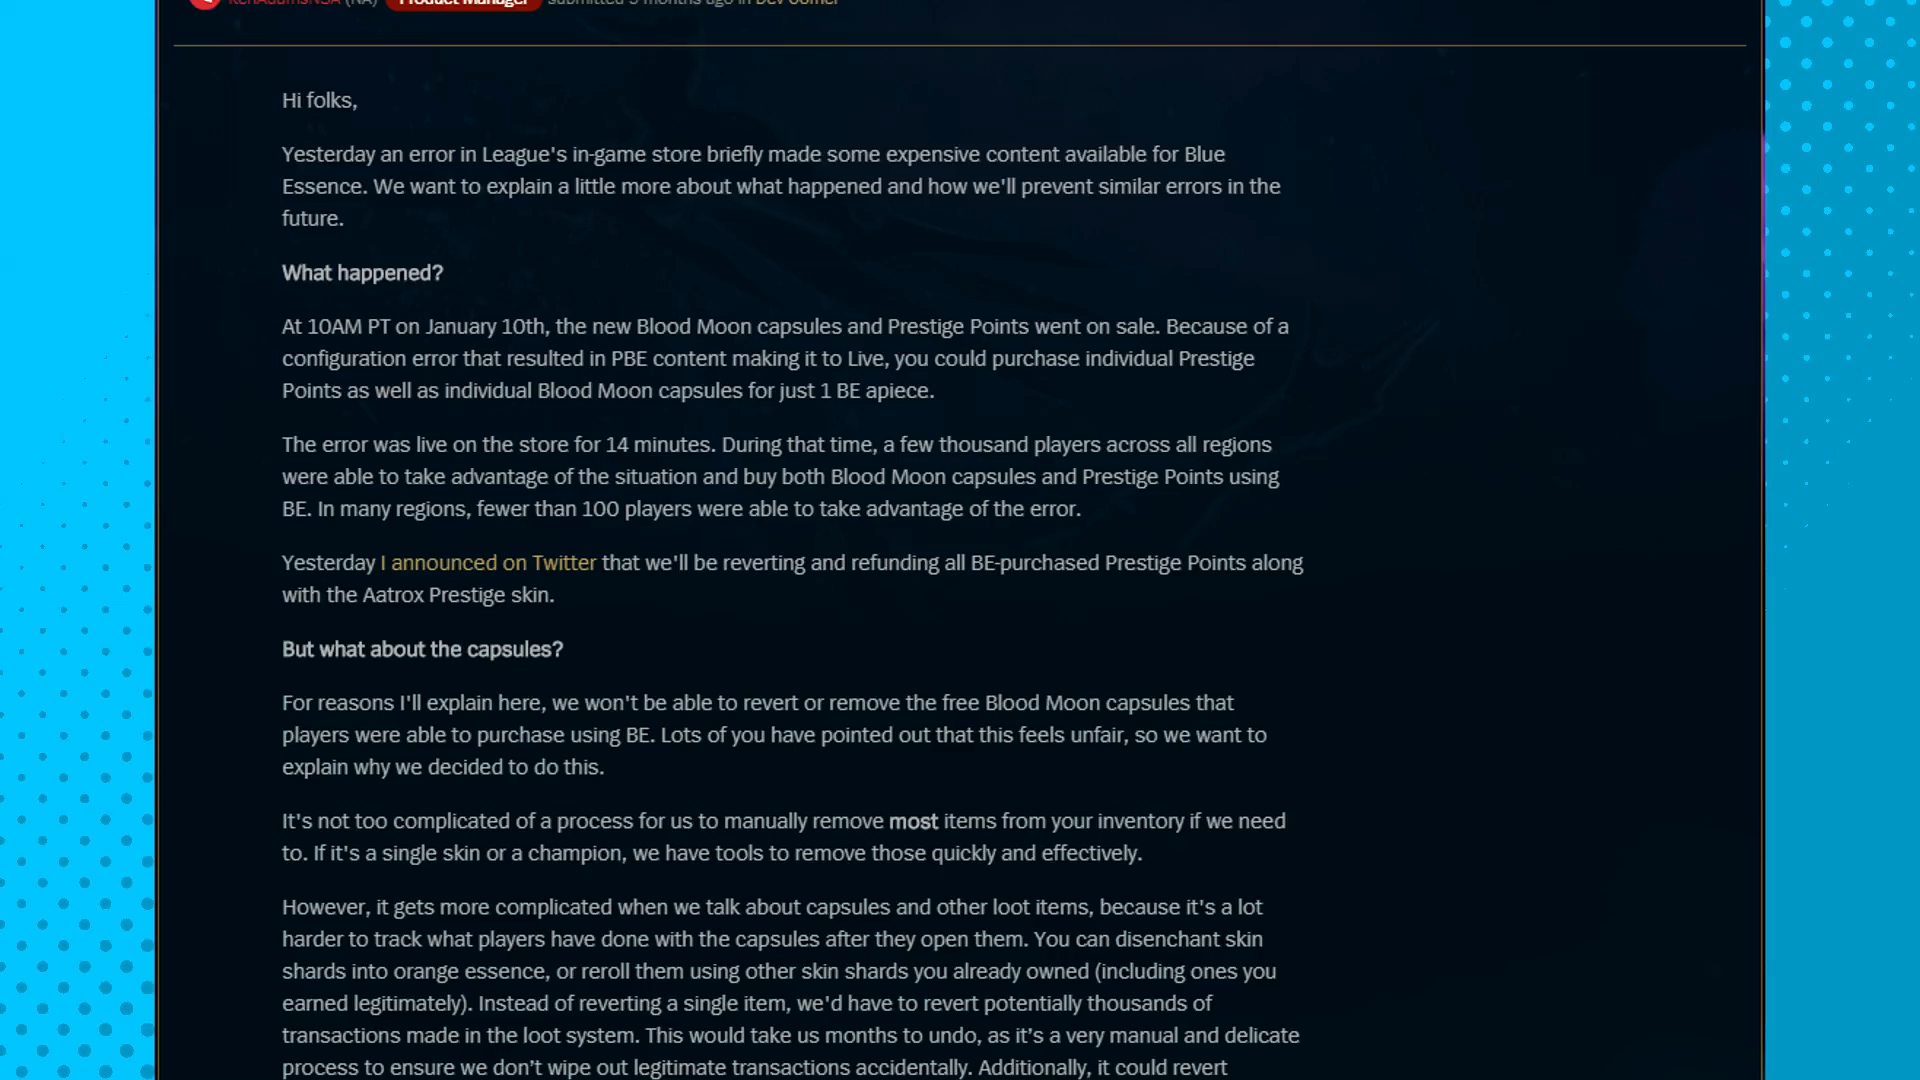 KenAdamsNSA (NA) Product Manager submitted 5 months ago in Dev Corner
Hi folks,
Yesterday an error in League's in-game store briefly made some expensive content available for Blue
Essence. We want to explain a little more about what happened and how we'll prevent similar errors in the
future.
What happened?
At 10AM PT on January 10th, the new Blood Moon capsules and Prestige Points went on sale. Because of a
configuration error that resulted in PBE content making it to Live, you could purchase individual Prestige
Points as well as individual Blood Moon capsules for just 1 BE apiece.
The error was live on the store for 14 minutes. During that time, a few thousand players across all regions
were able to take advantage of the situation and buy both Blood Moon capsules and Prestige Points using
BE. In many regions, fewer than 100 players were able to take advantage of the error.
Yesterday I announced on Twitter that we'll be reverting and refunding all BE-purchased Prestige Points along
with the Aatrox Prestige skin.
But what about the capsules?
For reasons I'll explain here, we won't be able to revert or remove the free Blood Moon capsules that
players were able to purchase using BE. Lots of you have pointed out that this feels unfair, so we want to
explain why we decided to do this.
It's not too complicated of a process for us to manually remove most items from your inventory if we need
to. If it's a single skin or a champion, we have tools to remove those quickly and effectively.
However, it gets more complicated when we talk about capsules and other loot items, because it's a lot
harder to track what players have done with the capsules after they open them. You can disenchant skin
shards into orange essence, or reroll them using other skin shards you already owned (including ones you
earned legitimately). Instead of reverting a single item, we'd have to revert potentially thousands of
transactions made in the loot system. This would take us months to undo, as it's a very manual and delicate
process to ensure we don't wipe out legitimate transactions accidentally. Additionally, it could revert